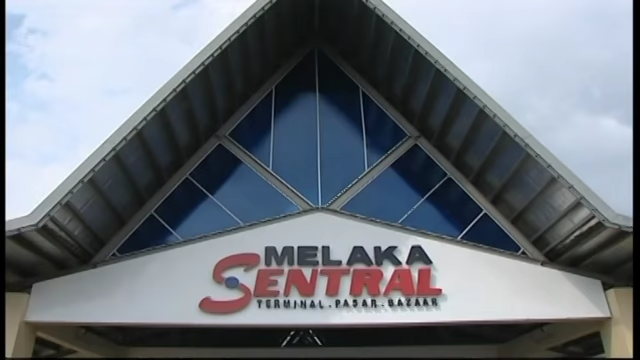 MELAKA
SENTRAL
TERMINAL . PASAR . BAZAAR